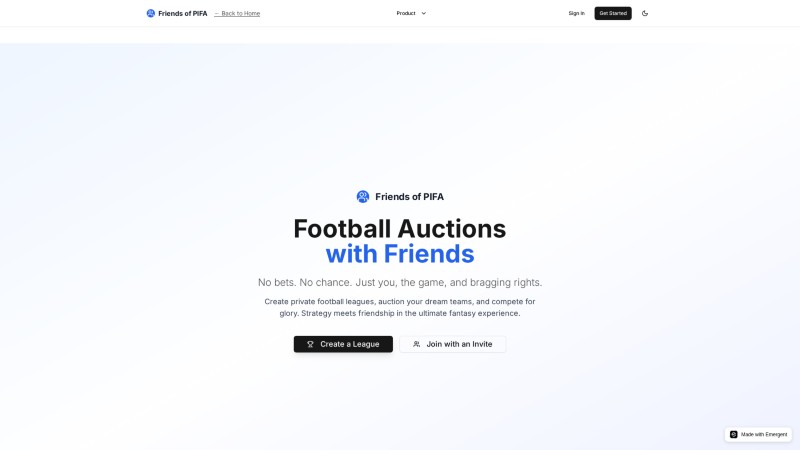 Friends of PIFA
← Back to Home
Product
Sign In
Get Started
Friends of PIFA
Football Auctions
with Friends
No bets. No chance. Just you, the game, and bragging rights.
Create private football leagues, auction your dream teams, and compete for
glory. Strategy meets friendship in the ultimate fantasy experience.
Create a League
Join with an Invite
Made with Emergent